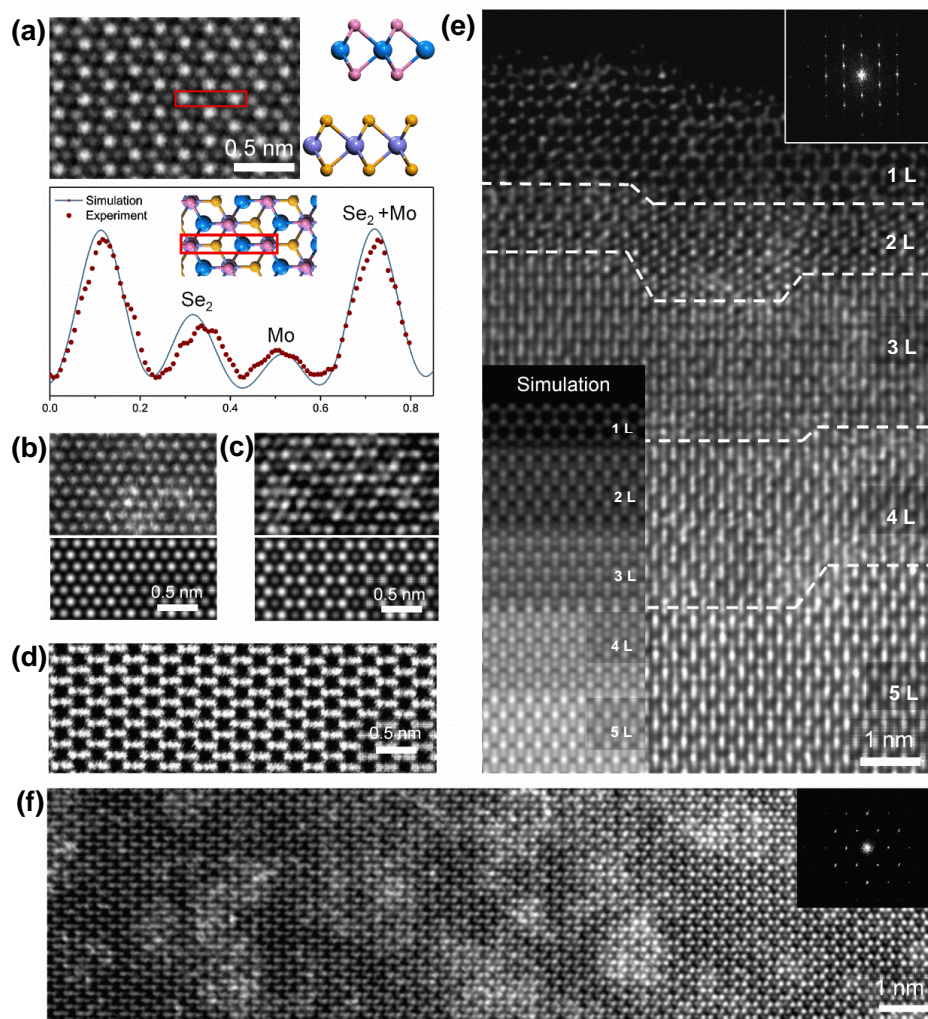 (a)
0.5 nm
Simulation
Experiment
Se2 +Mo
Se2
Mo
0.0 0.2 0.4 0.6 0.8
(b)
0.5 nm
(c)
0.5 nm
(d)
0.5 nm
(e)
1 L
2 L
3 L
4 L
5 L
1 nm
Simulation
1 L
2 L
3 L
4 L
5 L
(f)
1 nm